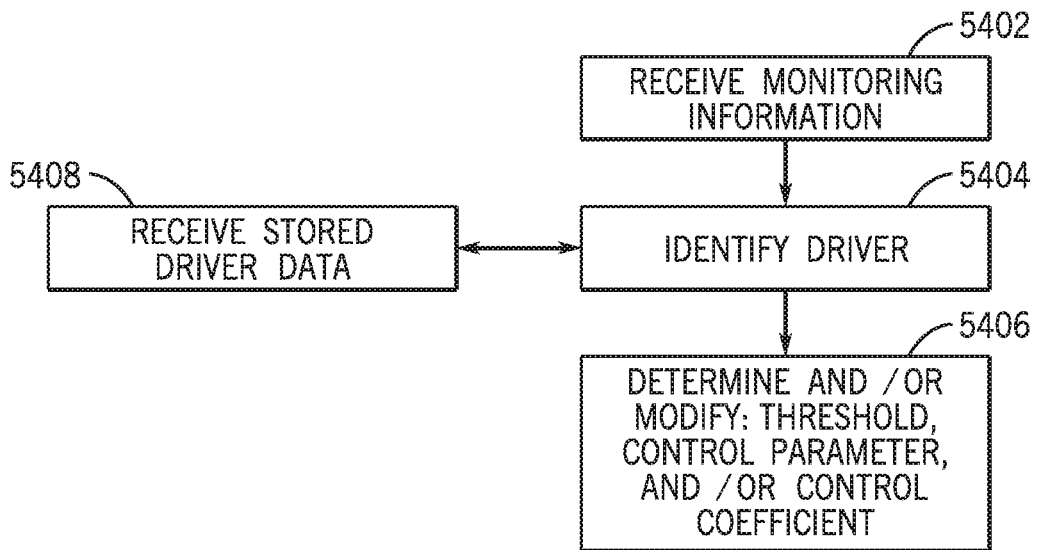 5402
RECEIVE MONITORING
INFORMATION
5408
5404
RECEIVE STORED
DRIVER DATA
IDENTIFY DRIVER
5406
DETERMINE AND /OR
MODIFY: THRESHOLD,
CONTROL PARAMETER,
AND /OR CONTROL
COEFFICIENT